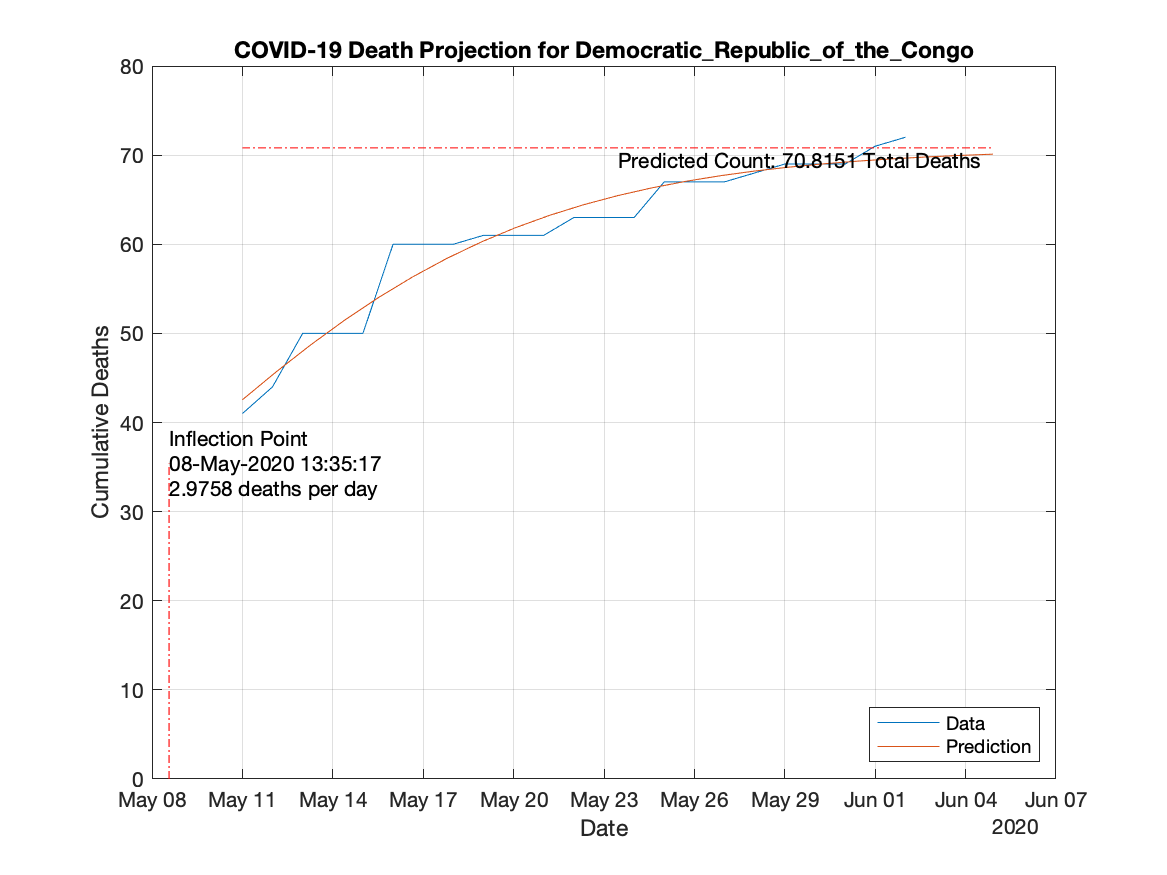 COVID-19 Death Projection for Democratic_Republic_of_the_Congo
80
70
60
50
40
30
20
10
0
Cumulative Deaths
Predicted Count: 70.8151 Total Deaths
Inflection Point
08-May-2020 13:35:17
2.9758 deaths per day
Data
Prediction
May 08 May 11 May 14 May 17 May 20 May 23 May 26 May 29 Jun 01 Jun 04 Jun 07
Date
2020